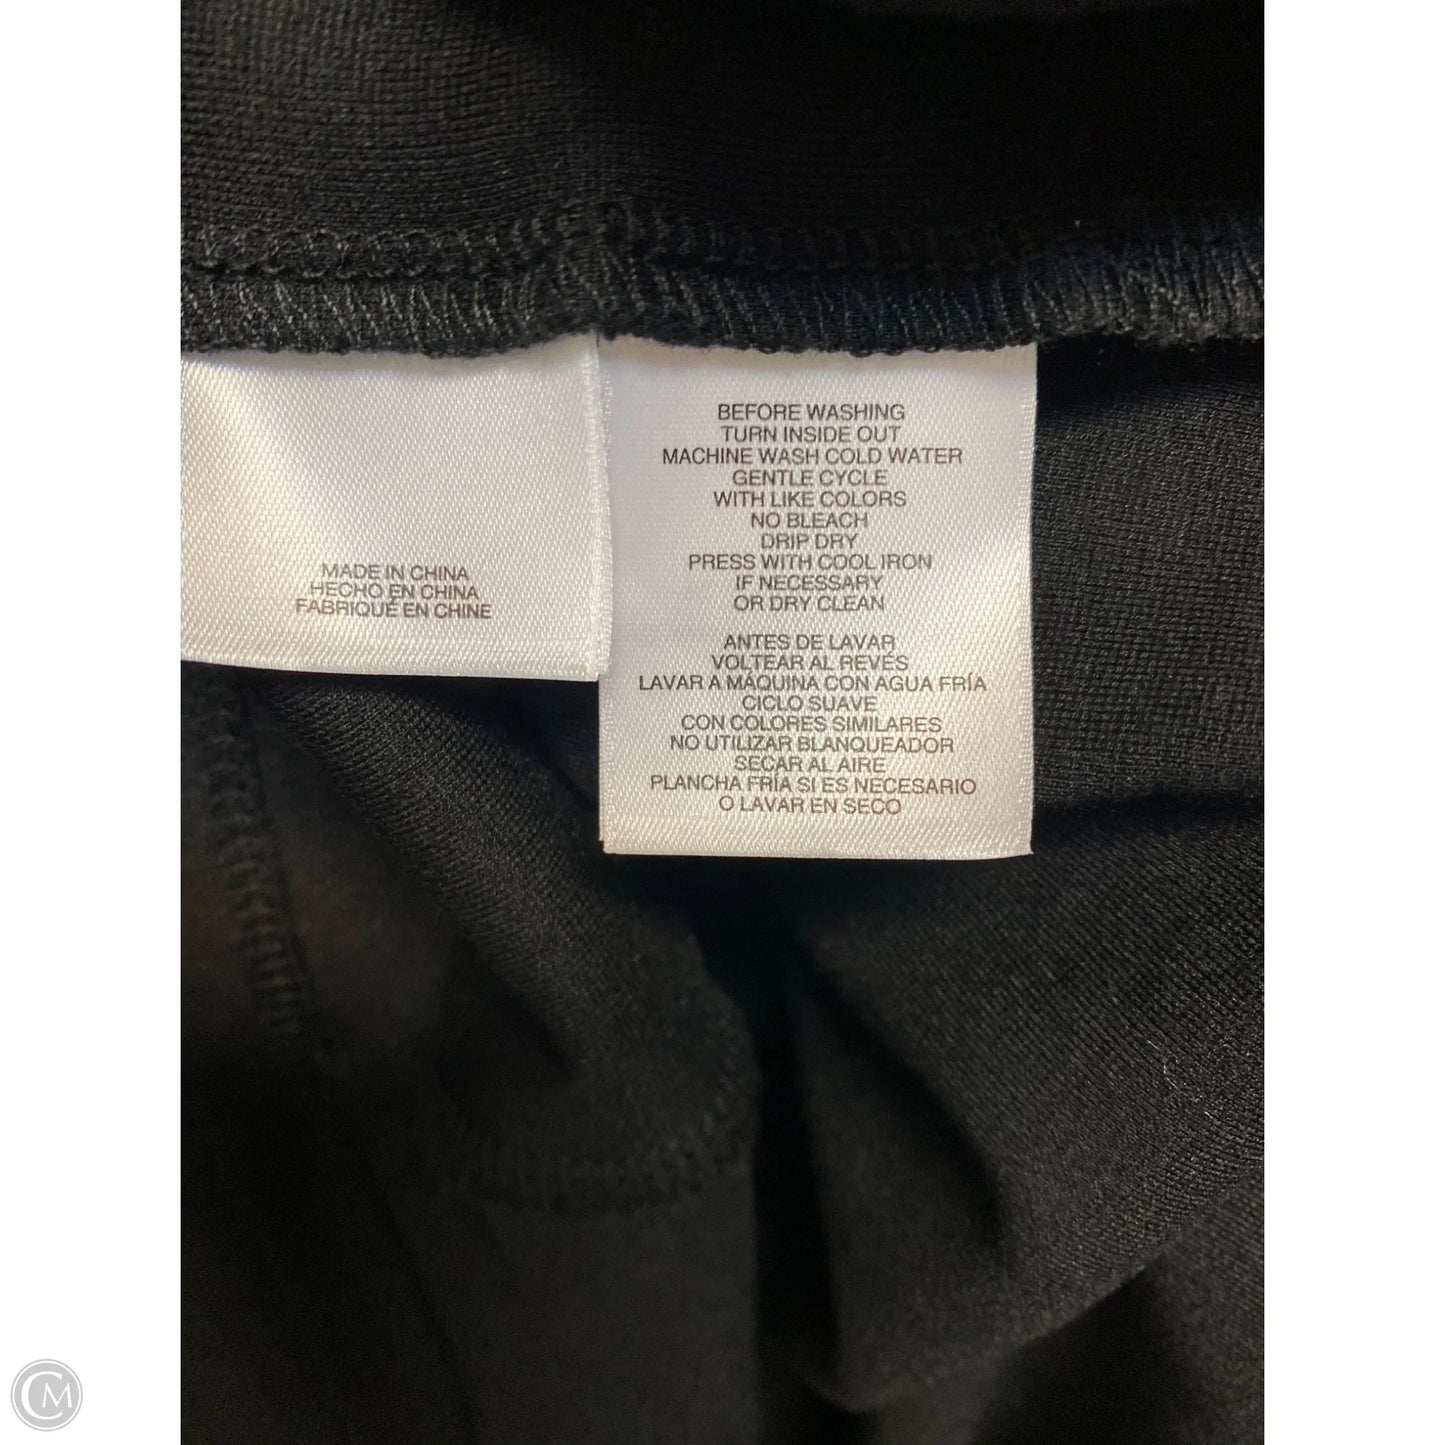 MADE IN CHINA
HECHO EN CHINA
FABRIQUÉ EN CHINE
BEFORE WASHING
TURN INSIDE OUT
MACHINE WASH COLD WATER
GENTLE CYCLE
WITH LIKE COLORS
NO BLEACH
DRIP DRY
PRESS WITH COOL IRON
IF NECESSARY
OR DRY CLEAN
ANTES DE LAVAR
VOLTEAR AL REVÉS
LAVAR A MÁQUINA CON AGUA FRÍA
CICLO SUAVE
CON COLORES SIMILARES
NO UTILIZAR BLANQUEADOR
SECAR AL AIRE
PLANCHA FRÍA SI ES NECESARIO
O LAVAR EN SECO
CM